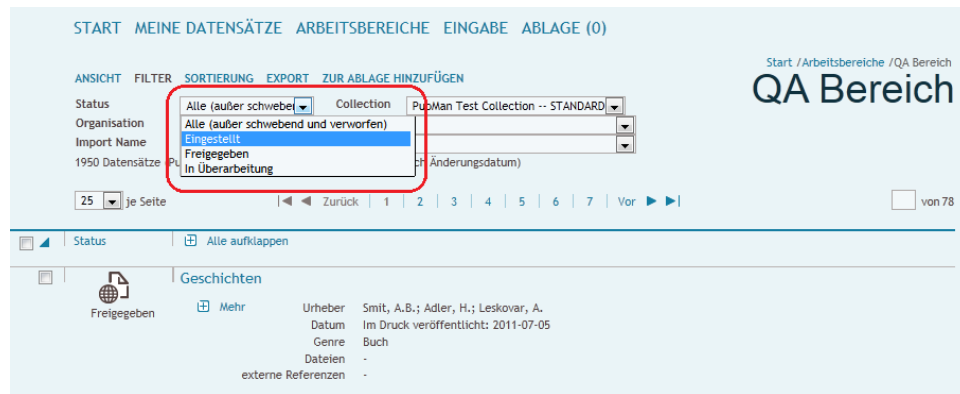 START MEINE DATENSÄTZE ARBEITSBEREICHE EINGABE ABLAGE (0)
Start /Arbeitsbereiche /QA Bereich
QA Bereich
ANSICHT FILTER SORTIERUNG EXPORT ZUR ABLAGE HINZUFÜGEN
Status Alle (außer schwebe Collection PubMan Test Collection -- STANDARD
Organisation Alle (außer schwebend und verworfen)
Eingestellt
Import Name Freigegeben
1950 Datensätze (Pu In Überarbeitung ch Änderungsdatum)
25 je Seite Zurück 1 2 3 4 5 6 7 Vor von 78
Status Alle aufklappen
Geschichten
Freigegeben
Mehr Urheber Smit, A.B.; Adler, H.; Leskovar, A.
Datum Im Druck veröffentlicht: 2011-07-05
Genre Buch
Dateien -
externe Referenzen -